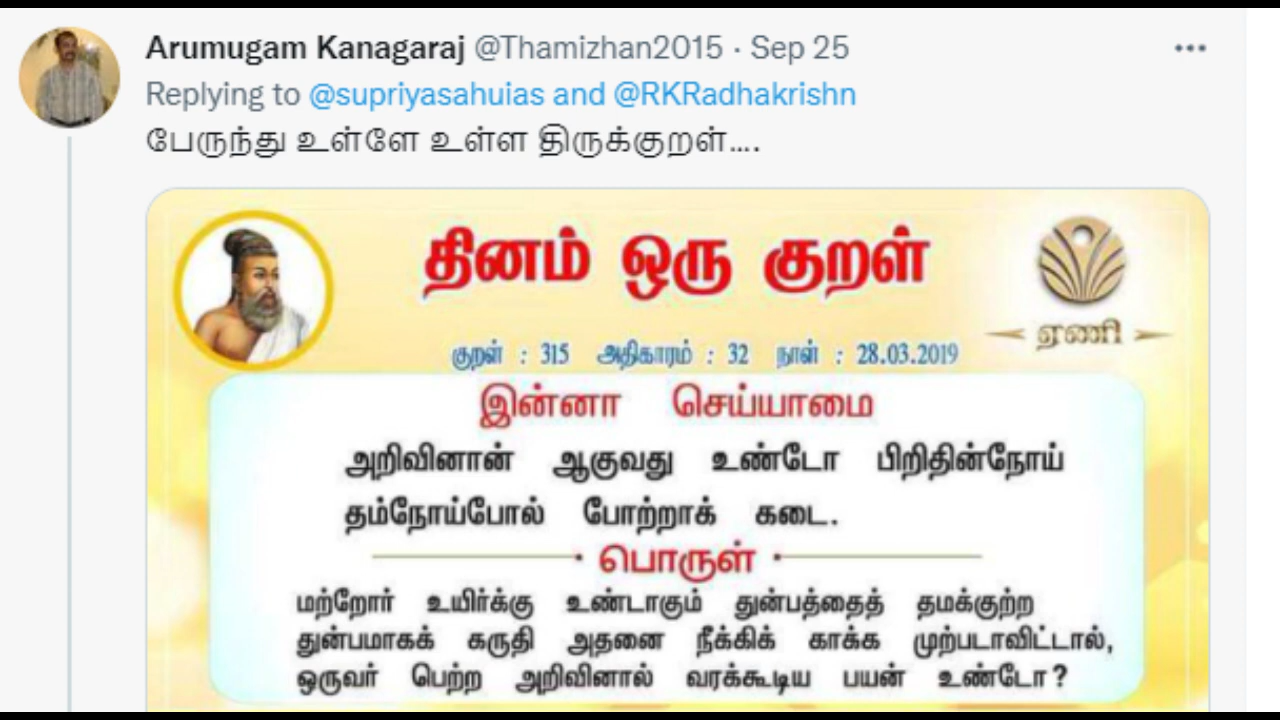 Arumugam Kanagaraj @Thamizhan2015 · Sep 25
Replying to @supriyasahuias and @RKRadhakrishn
பேருந்து உள்ளே உள்ள திருக்குறள்....
தினம் ஒரு குறள்
ஏணி
குறள் : 315 அதிகாரம் : 32 நாள் : 28.03.2019
இன்னா செய்யாமை
அறிவினான் ஆகுவது உண்டோ பிறிதின்நோய்
தம்நோய்போல் போற்றாக் கடை.
பொருள்
மற்றோர் உயிர்க்கு உண்டாகும் துன்பத்தைத் தமக்குற்ற
துன்பமாகக் கருதி அதனை நீக்கிக் காக்க முற்படாவிட்டால்,
ஒருவர் பெற்ற அறிவினால் வரக்கூடிய பயன் உண்டோ?